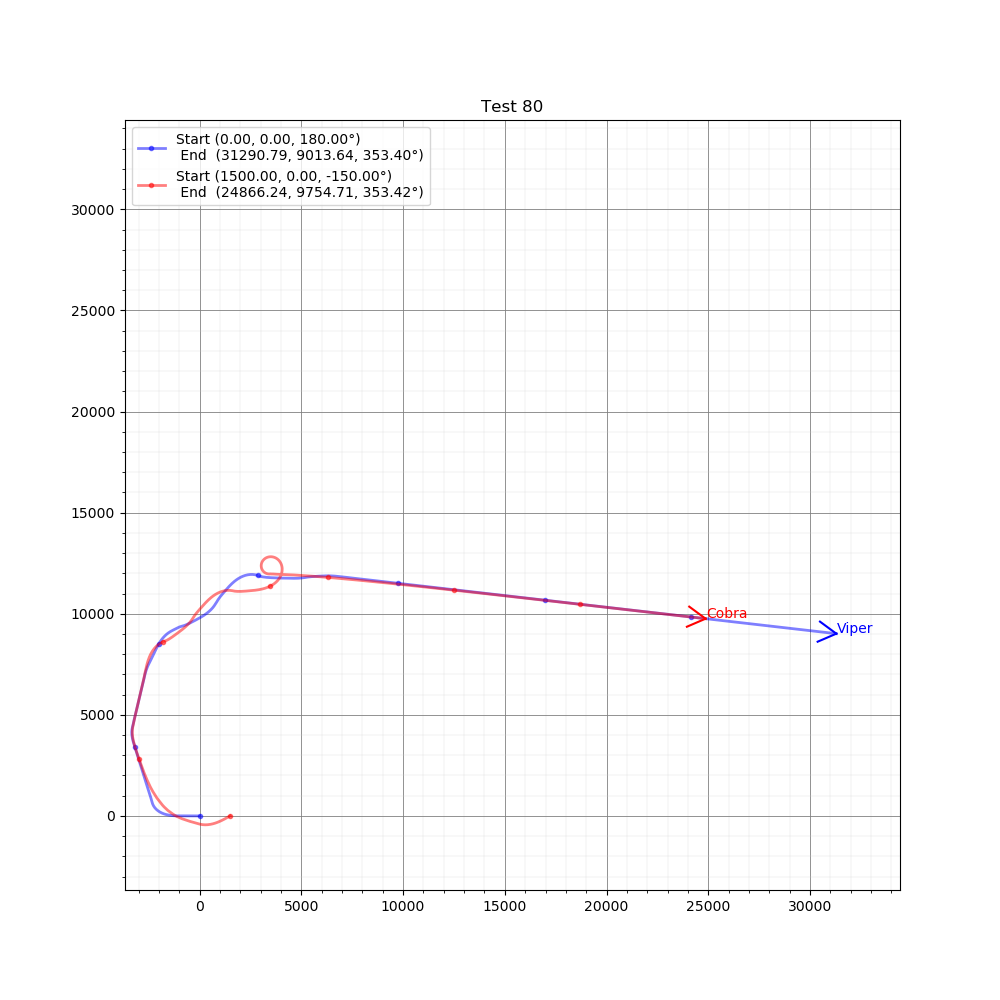 Test 80
Start (0.00, 0.00, 180.00°)
End (31290.79, 9013.64, 353.40°)
Start (1500.00, 0.00, -150.00°)
End (24866.24, 9754.71, 353.42°)
30000
25000
20000
15000
10000
5000
0
Cobra
Viper
0 5000 10000 15000 20000 25000 30000